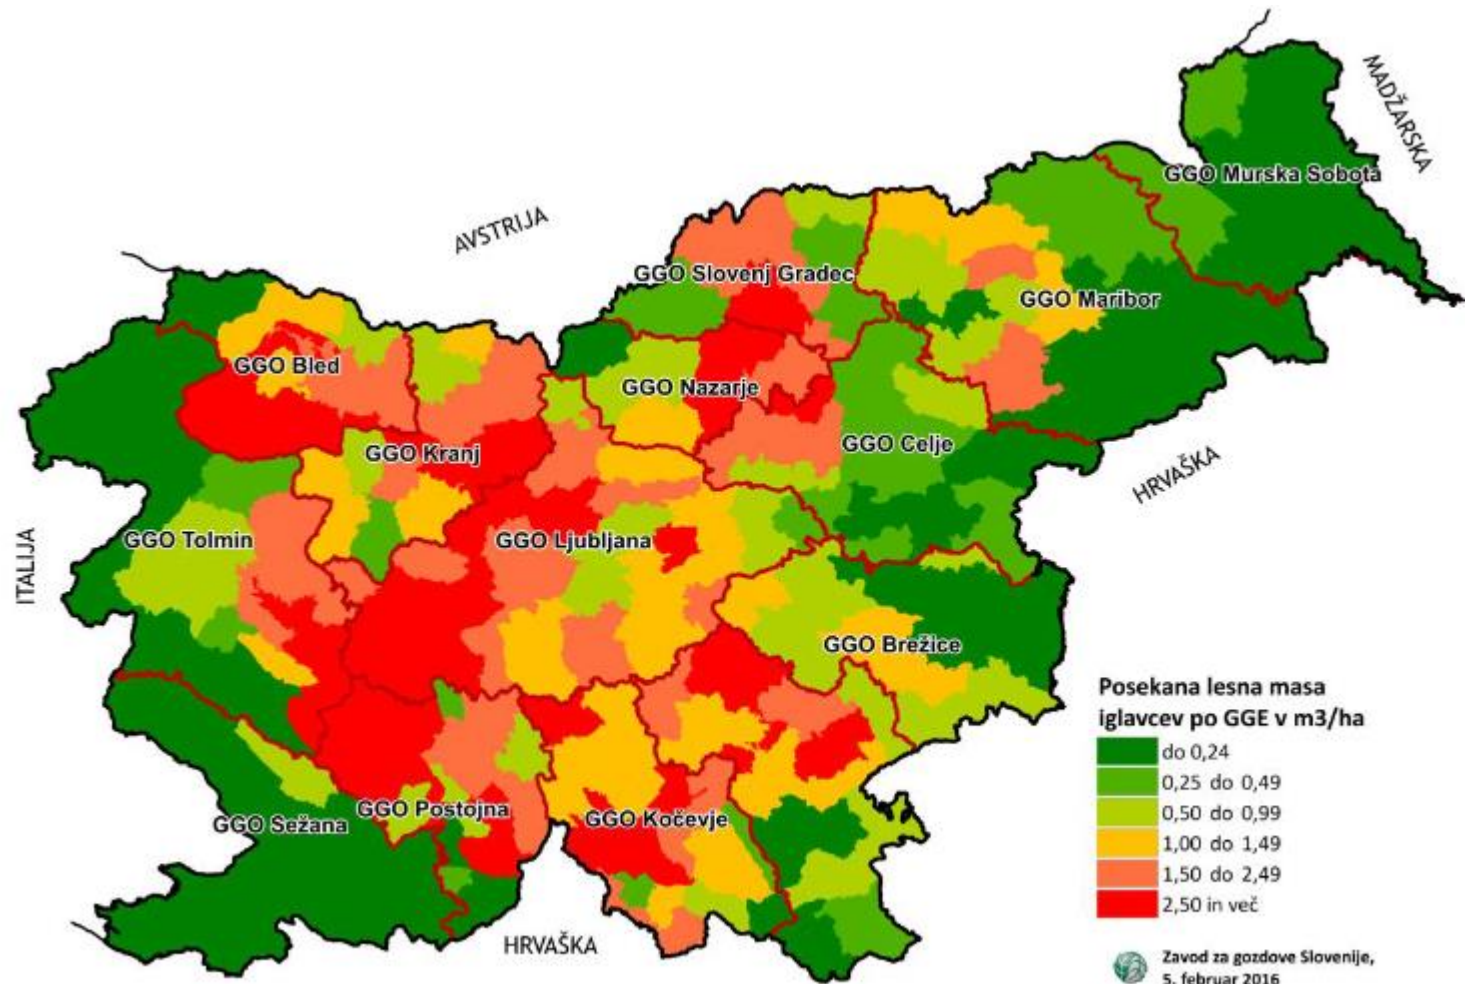 MADŽARSKA
GGO Murska Sobota
AVSTRIJA
GGO Slovenj Gradec
GGO Maribor
GGO Bled
GGO Nazarje
GGO Celje
GGO Kranj
HRVAŠKA
ITALIJA
GGO Tolmin
GGO Ljubljana
GGO Brežice
GGO Postojna
GGO Sežana
GGO Kočevje
HRVAŠKA
Posekana lesna masa
iglavcev po GGE v m3/ha
do 0,24
0,25 do 0,49
0,50 do 0,99
1,00 do 1,49
1,50 do 2,49
2,50 in več
Zavod za gozdove Slovenije,
5. februar 2016